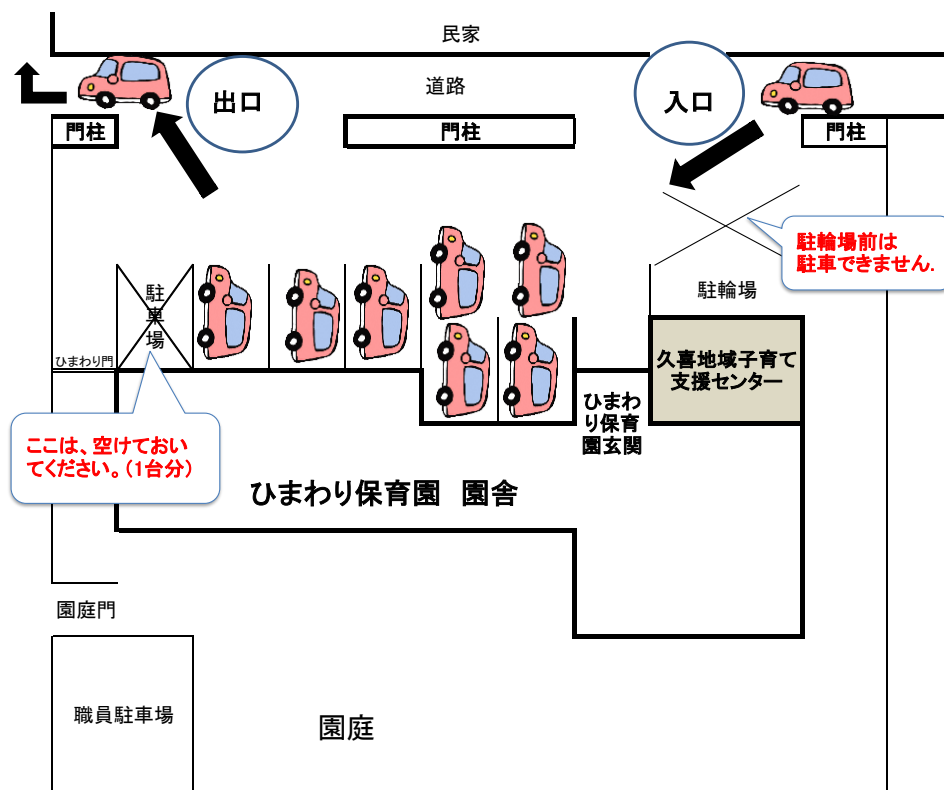 民家
道路
出口
入口
門柱
門柱
門柱
駐輪場前は
駐車できません.
駐車場
駐輪場
ひまわり門
久喜地域子育て
支援センター
ひまわ
り保育
園玄関
ここは、空けておい
てください。(1台分)
ひまわり保育園 園舎
園庭門
職員駐車場
園庭